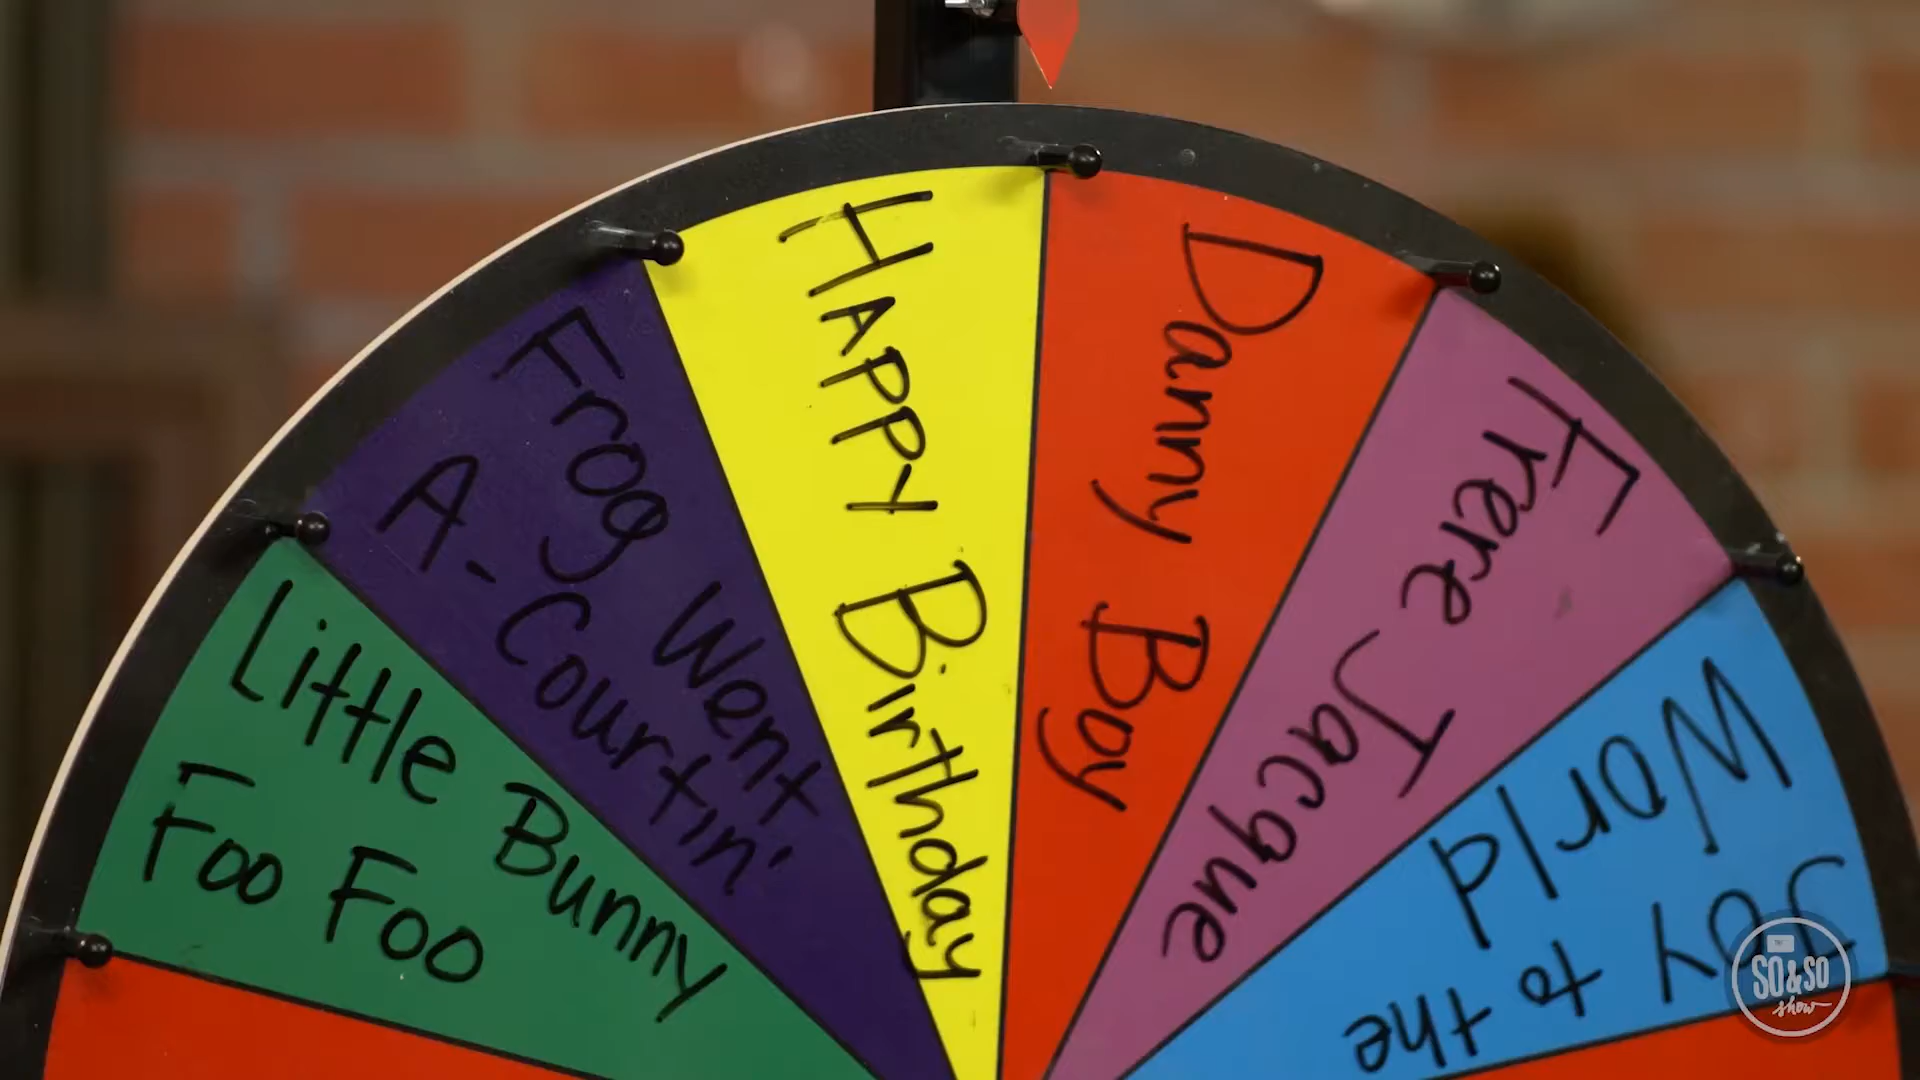 Little Bunny
Foo Foo
Frog Went
A-Courtin'
Happy Birthday
Danny Boy
Frere Jacque
Joy to the
World
SO & SO
show